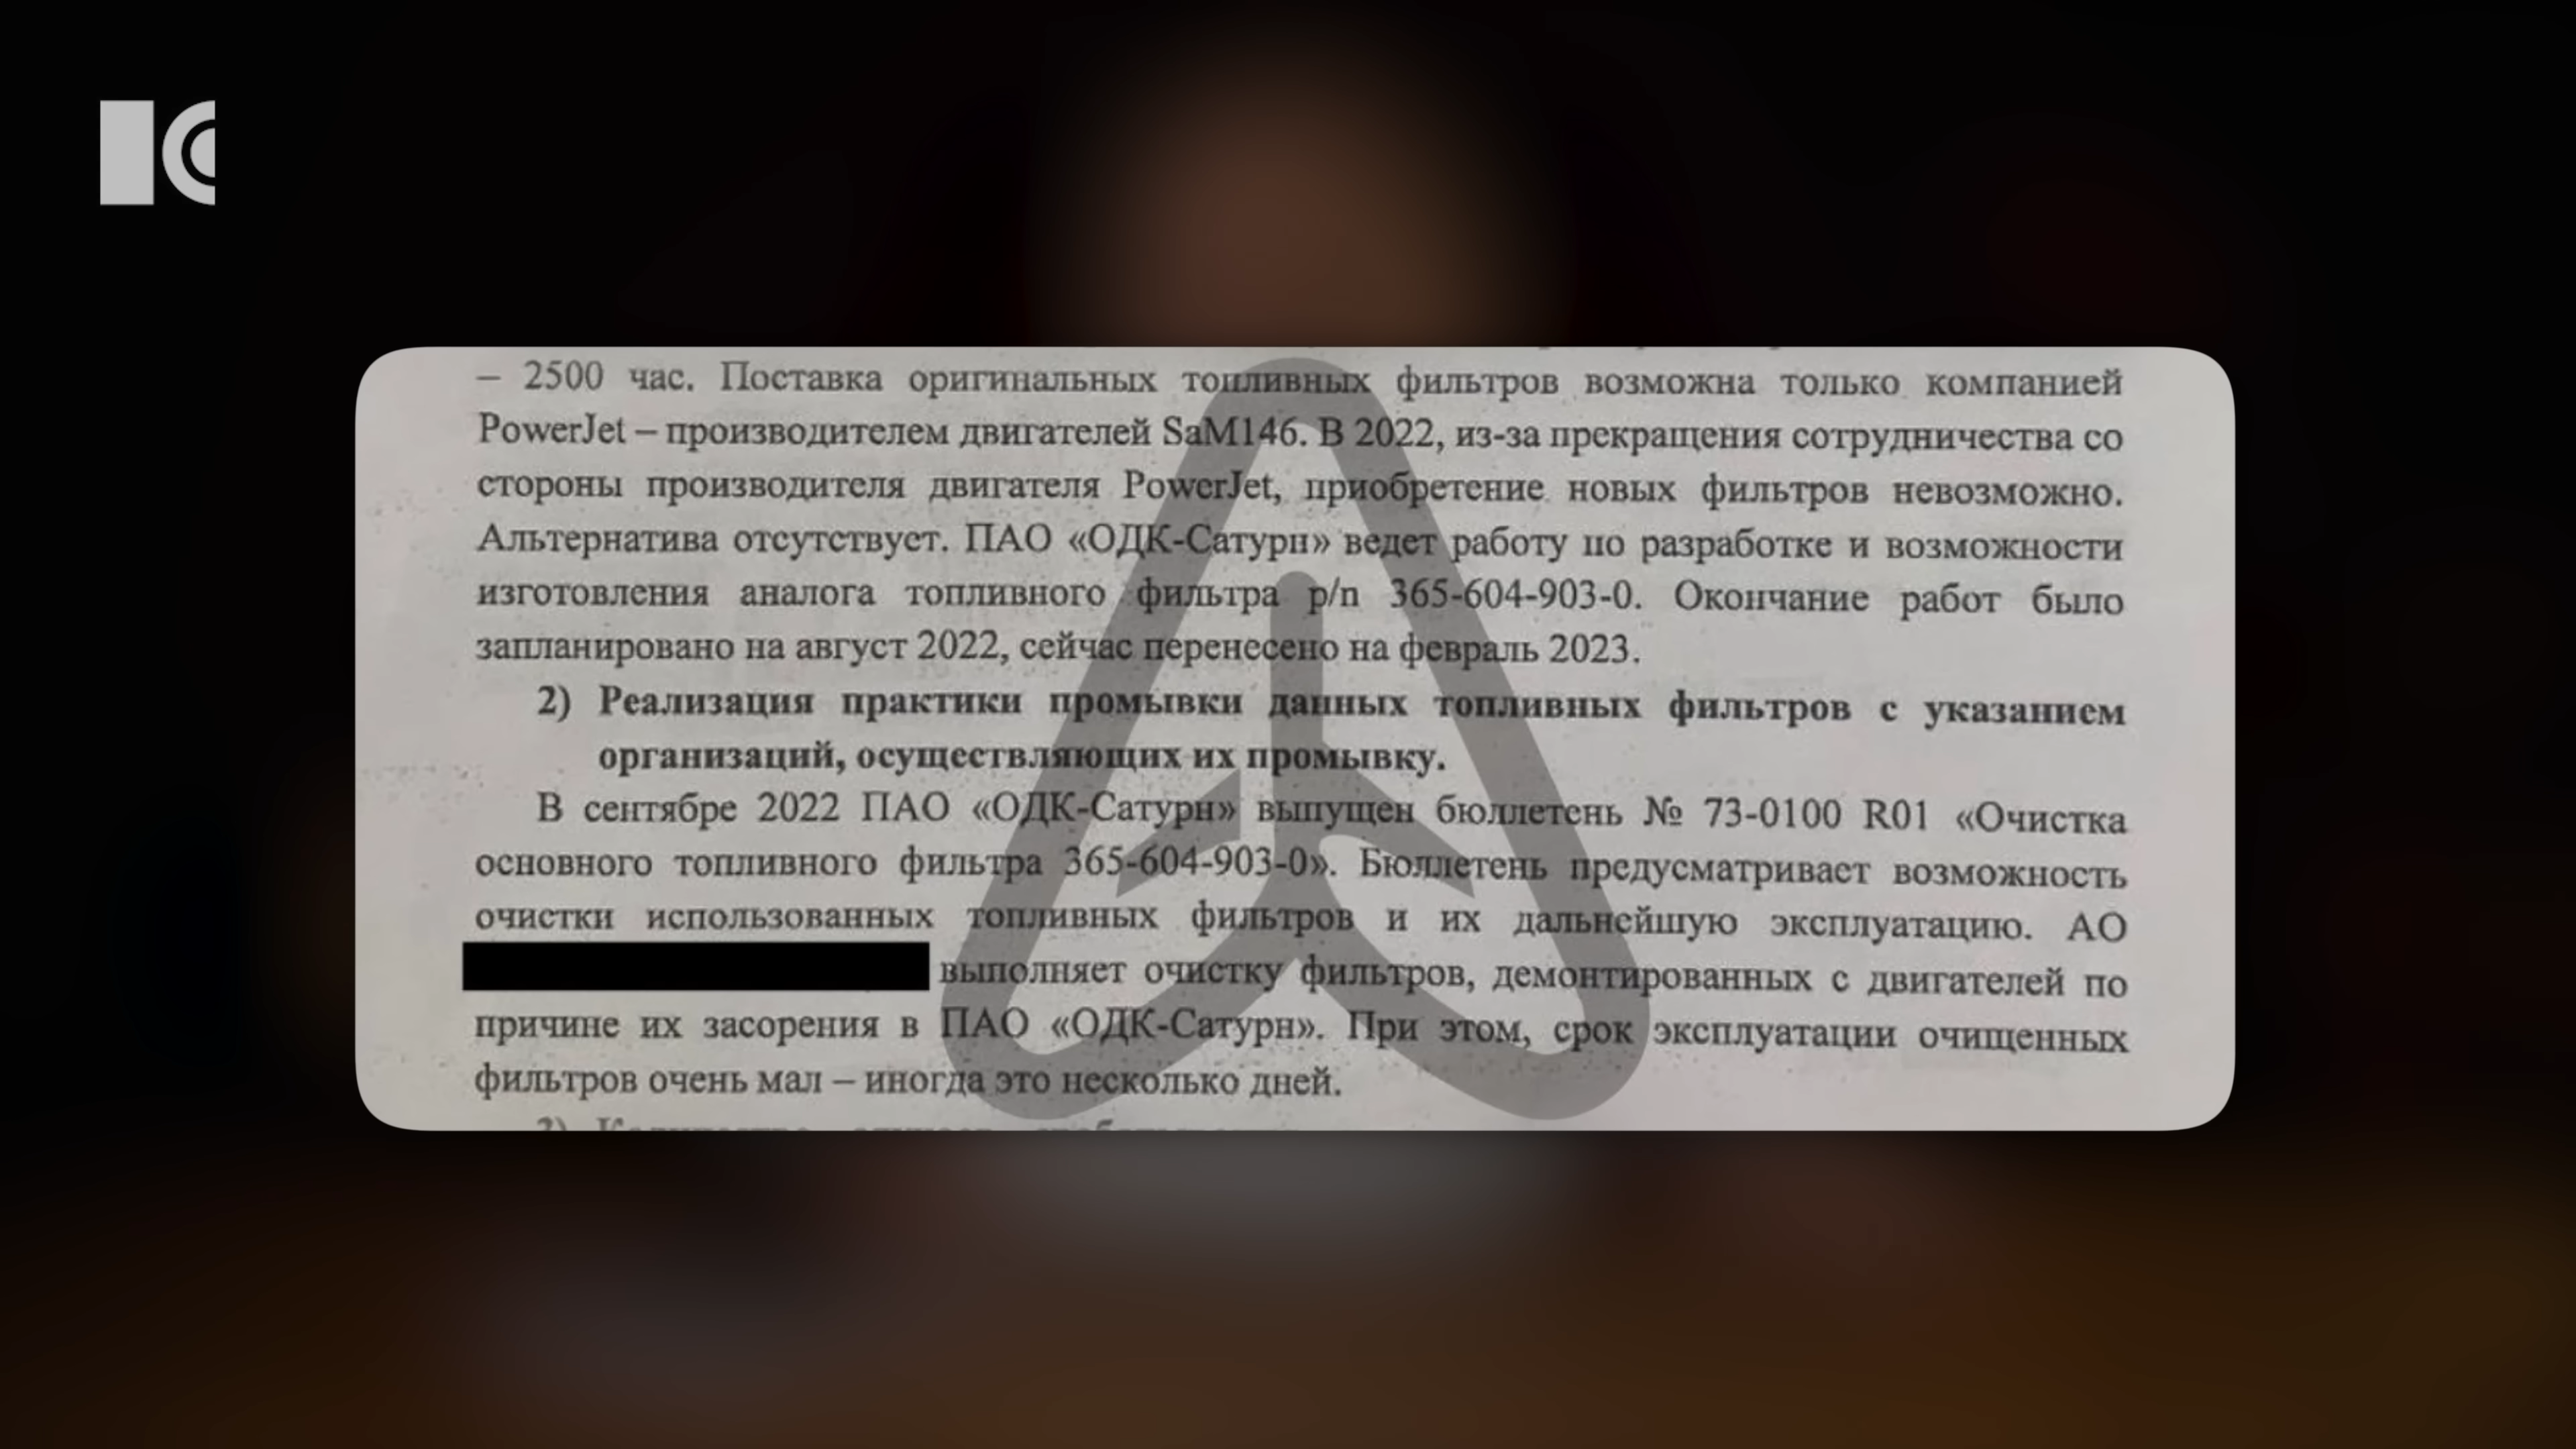 – 2500 час. Поставка оригинальных топливных фильтров возможна только компанией
PowerJet – производителем двигателей SaM146. В 2022, из-за прекращения сотрудничества со
стороны производителя двигателя PowerJet, приобретение новых фильтров невозможно.
Альтернатива отсутствует. ПАО «ОДК-Сатурн» ведет работу по разработке и возможности
изготовления аналога топливного фильтра p/n 365-604-903-0. Окончание работ было
запланировано на август 2022, сейчас перенесено на февраль 2023.
2) Реализация практики промывки данных топливных фильтров с указанием
организаций, осуществляющих их промывку.
В сентябре 2022 ПАО «ОДК-Сатурн» выпущен бюллетень № 73-0100 R01 «Очистка
основного топливного фильтра 365-604-903-0». Бюллетень предусматривает возможность
очистки использованных топливных фильтров и их дальнейшую эксплуатацию. АО
выполняет очистку фильтров, демонтированных с двигателей по
причине их засорения в ПАО «ОДК-Сатурн». При этом, срок эксплуатации очищенных
фильтров очень мал – иногда это несколько дней.